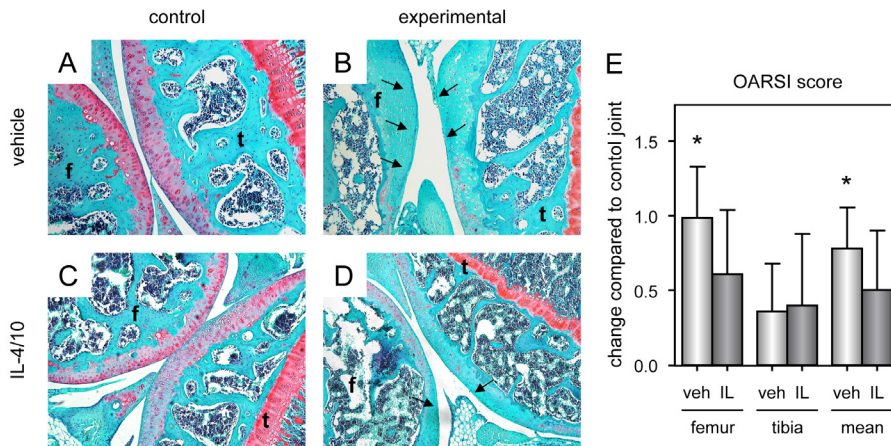 control
experimental
vehicle
IL-4/10
A
f
t
B
f
t
C
f
t
D
t
f
E
OARSI score
change compared to contol joint
1.5
1.0
0.5
0.0
*
*
veh IL veh IL veh IL
femur tibia mean